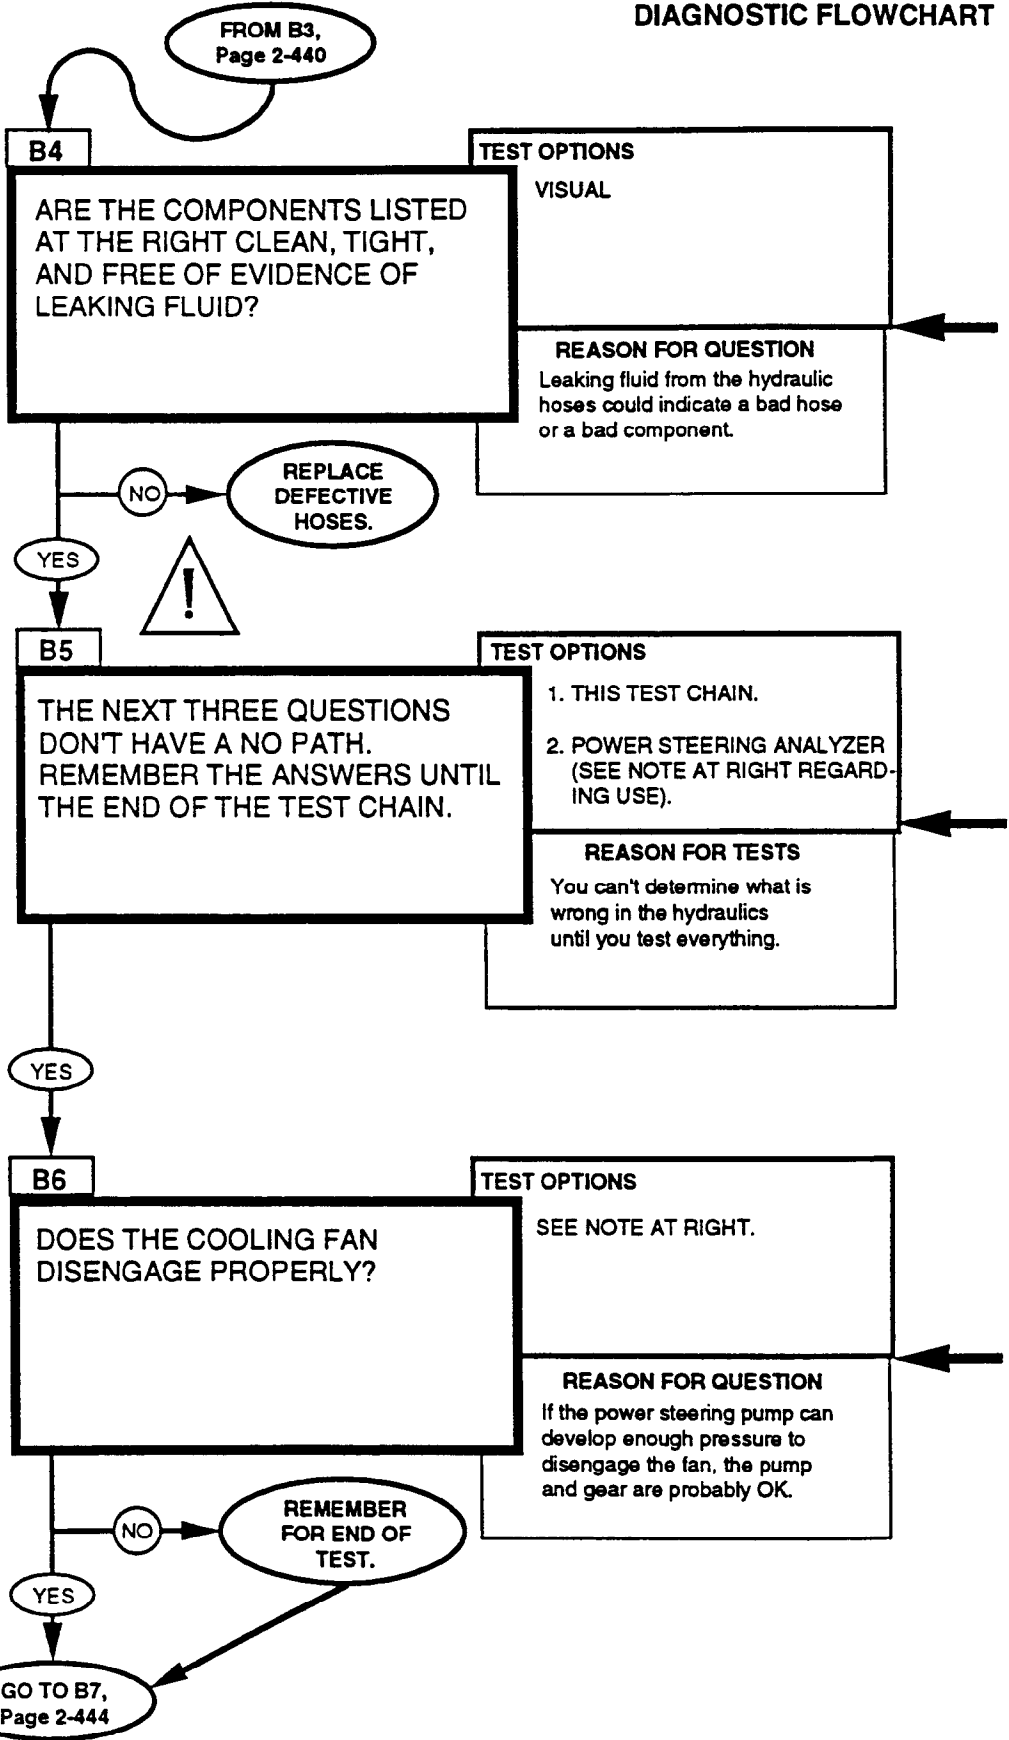 DIAGNOSTIC FLOWCHART
FROM B3,
Page 2-440
B4
ARE THE COMPONENTS LISTED
AT THE RIGHT CLEAN, TIGHT,
AND FREE OF EVIDENCE OF
LEAKING FLUID?
TEST OPTIONS
VISUAL
REASON FOR QUESTION
Leaking fluid from the hydraulic
hoses could indicate a bad hose
or a bad component.
NO
REPLACE
DEFECTIVE
HOSES.
YES
!
B5
THE NEXT THREE QUESTIONS
DON'T HAVE A NO PATH.
REMEMBER THE ANSWERS UNTIL
THE END OF THE TEST CHAIN.
TEST OPTIONS
1. THIS TEST CHAIN.
2. POWER STEERING ANALYZER
(SEE NOTE AT RIGHT REGARD-
ING USE).
REASON FOR TESTS
You can't determine what is
wrong in the hydraulics
until you test everything.
YES
B6
DOES THE COOLING FAN
DISENGAGE PROPERLY?
TEST OPTIONS
SEE NOTE AT RIGHT.
REASON FOR QUESTION
If the power steering pump can
develop enough pressure to
disengage the fan, the pump
and gear are probably OK.
NO
REMEMBER
FOR END OF
TEST.
YES
GO TO B7,
Page 2-444